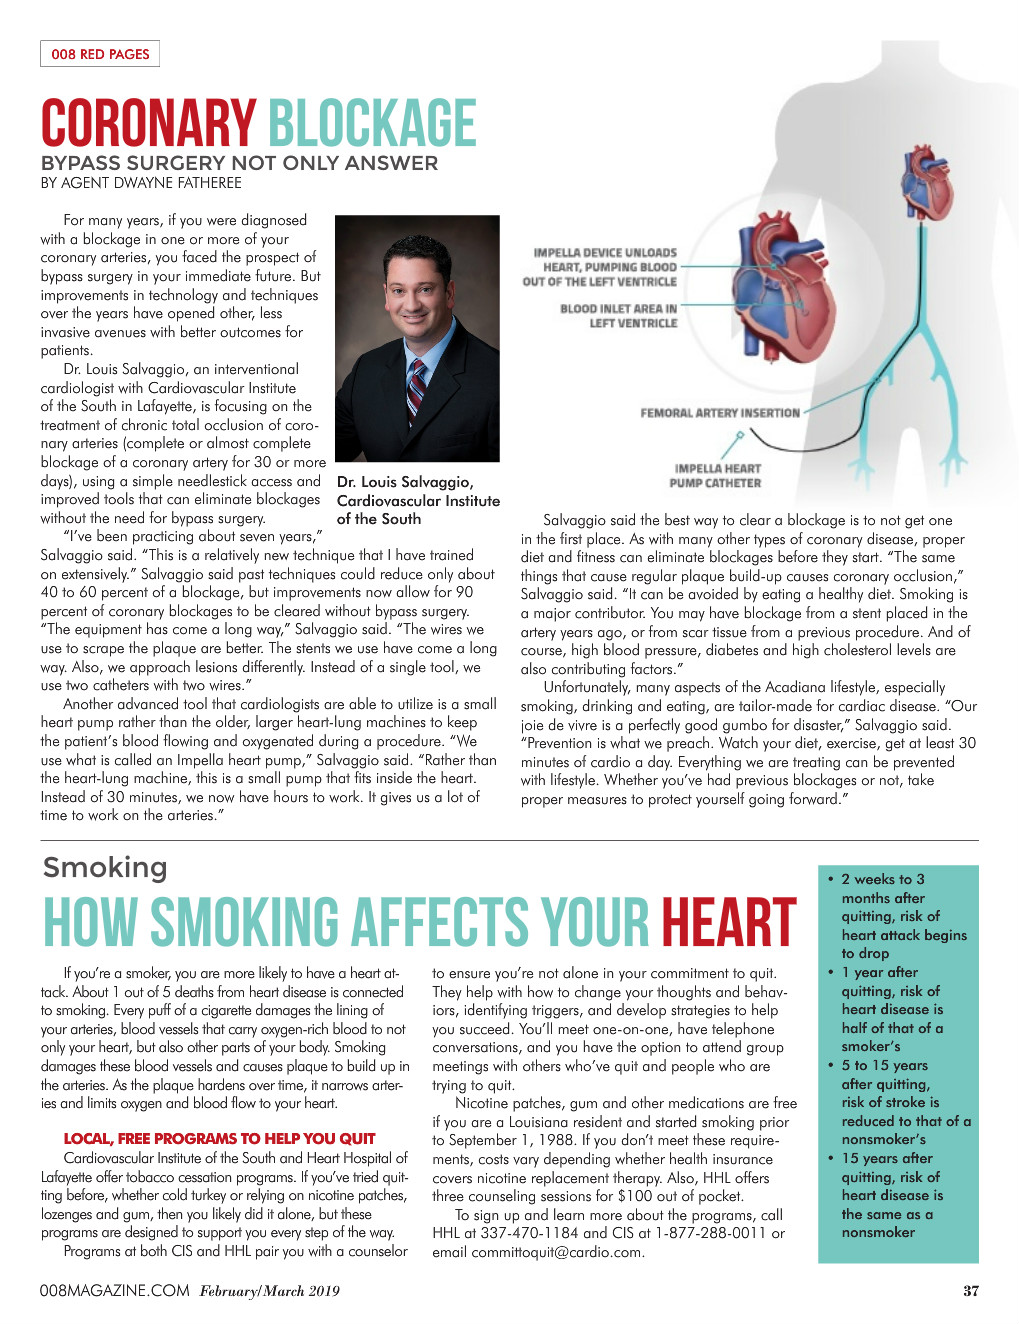 008 RED PAGES
CORONARY BLOCKAGE
BYPASS SURGERY NOT ONLY ANSWER
BY AGENT DWAYNE FATHEREE
For many years, if you were diagnosed
with a blockage in one or more of your
coronary arteries, you faced the prospect of
bypass surgery in your immediate future. But
improvements in technology and techniques
over the years have opened other, less
invasive avenues with better outcomes for
patients.
Dr. Louis Salvaggio, an interventional
cardiologist with Cardiovascular Institute
of the South in Lafayette, is focusing on the
treatment of chronic total occlusion of coro-
nary arteries (complete or almost complete
blockage of a coronary artery for 30 or more
days), using a simple needlestick access and
improved tools that can eliminate blockages
without the need for bypass surgery.
"I've been practicing about seven years,"
Salvaggio said. "This is a relatively new technique that I have trained
on extensively." Salvaggio said past techniques could reduce only about
40 to 60 percent of a blockage, but improvements now allow for 90
percent of coronary blockages to be cleared without bypass surgery.
"The equipment has come a long way," Salvaggio said. "The wires we
use to scrape the plaque are better. The stents we use have come a long
way. Also, we approach lesions differently. Instead of a single tool, we
use two catheters with two wires."
Another advanced tool that cardiologists are able to utilize is a small
heart pump rather than the older, larger heart-lung machines to keep
the patient's blood flowing and oxygenated during a procedure. "We
use what is called an Impella heart pump," Salvaggio said. "Rather than
the heart-lung machine, this is a small pump that fits inside the heart.
Instead of 30 minutes, we now have hours to work. It gives us a lot of
time to work on the arteries."
Dr. Louis Salvaggio,
Cardiovascular Institute
of the South
IMPELLA DEVICE UNLOADS
HEART, PUMPING BLOOD
OUT OF THE LEFT VENTRICLE
BLOOD INLET AREA IN
LEFT VENTRICLE
FEMORAL ARTERY INSERTION
IMPELLA HEART
PUMP CATHETER
Salvaggio said the best way to clear a blockage is to not get one
in the first place. As with many other types of coronary disease, proper
diet and fitness can eliminate blockages before they start. "The same
things that cause regular plaque build-up causes coronary occlusion,"
Salvaggio said. "It can be avoided by eating a healthy diet. Smoking is
a major contributor. You may have blockage from a stent placed in the
artery years ago, or from scar tissue from a previous procedure. And of
course, high blood pressure, diabetes and high cholesterol levels are
also contributing factors."
Unfortunately, many aspects of the Acadiana lifestyle, especially
smoking, drinking and eating, are tailor-made for cardiac disease. "Our
joie de vivre is a perfectly good gumbo for disaster," Salvaggio said.
"Prevention is what we preach. Watch your diet, exercise, get at least 30
minutes of cardio a day. Everything we are treating can be prevented
with lifestyle. Whether you've had previous blockages or not, take
proper measures to protect yourself going forward."
Smoking
HOW SMOKING AFFECTS YOUR HEART
If you're a smoker, you are more likely to have a heart at-
tack. About 1 out of 5 deaths from heart disease is connected
to smoking. Every puff of a cigarette damages the lining of
your arteries, blood vessels that carry oxygen-rich blood to not
only your heart, but also other parts of your body. Smoking
damages these blood vessels and causes plaque to build up in
the arteries. As the plaque hardens over time, it narrows arter-
ies and limits oxygen and blood flow to your heart.
LOCAL, FREE PROGRAMS TO HELP YOU QUIT
Cardiovascular Institute of the South and Heart Hospital of
Lafayette offer tobacco cessation programs. If you've tried quit-
ting before, whether cold turkey or relying on nicotine patches,
lozenges and gum, then you likely did it alone, but these
programs are designed to support you every step of the way.
Programs at both CIS and HHL pair you with a counselor
to ensure you're not alone in your commitment to quit.
They help with how to change your thoughts and behav-
iors, identifying triggers, and develop strategies to help
you succeed. You'll meet one-on-one, have telephone
conversations, and you have the option to attend group
meetings with others who've quit and people who are
trying to quit.
Nicotine patches, gum and other medications are free
if you are a Louisiana resident and started smoking prior
to September 1, 1988. If you don't meet these require-
ments, costs vary depending whether health insurance
covers nicotine replacement therapy. Also, HHL offers
three counseling sessions for $100 out of pocket.
To sign up and learn more about the programs, call
HHL at 337-470-1184 and CIS at 1-877-288-0011 or
email committoquit@cardio.com.
• 2 weeks to 3
months after
quitting, risk of
heart attack begins
to drop
• 1 year after
quitting, risk of
heart disease is
half of that of a
smoker's
• 5 to 15 years
after quitting,
risk of stroke is
reduced to that of a
nonsmoker's
• 15 years after
quitting, risk of
heart disease is
the same as a
nonsmoker
008MAGAZINE.COM February/March 2019
37